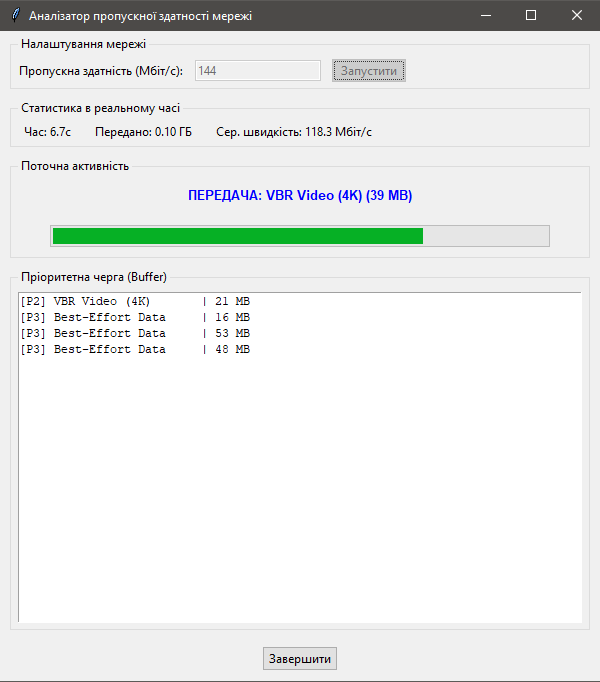 Аналізатор пропускної здатності мережі
Налаштування мережі
Пропускна здатність (Мбіт/с): 144 Запустити
Статистика в реальному часі
Час: 6.7с Передано: 0.10 ГБ Сер. швидкість: 118.3 Мбіт/с
Поточна активність
ПЕРЕДАЧА: VBR Video (4K) (39 MB)
Пріоритетна черга (Buffer)
[P2] VBR Video (4K) | 21 MB
[P3] Best-Effort Data | 16 MB
[P3] Best-Effort Data | 53 MB
[P3] Best-Effort Data | 48 MB
Завершити